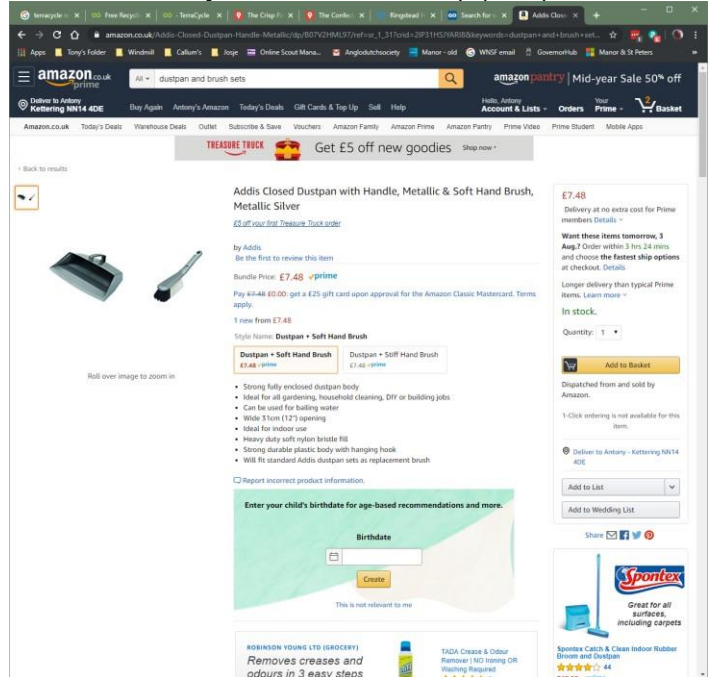 terracycle
Free Recycli
- TerraCycle
The Crisp P
The Confect
Kingstead
Search for
Addis Close
amazon.co.uk/Addis-Closed-Dustpan-Handle-Metallic/dp/B07V2HML97/
Apps Tony's Folder Windmill Callum's Josje Online Scout Mana... Anglodutchsociety Manor - old WNSF email GovernorHub Manor & St Peters
amazon.co.uk
prime
All dustpan and brush sets
amazon pantry | Mid-year Sale 50% off
Deliver to Antony
Kettering NN14 4DE
Buy Again Antony's Amazon Today's Deals Gift Cards & Top Up Sell Help
Hello, Antony
Account & Lists Orders
Your
Prime
2
Basket
Amazon.co.uk Today's Deals Warehouse Deals Outlet Subscribe & Save Vouchers Amazon Family Amazon Prime Amazon Pantry Prime Video Prime Student Mobile Apps
TREASURE TRUCK Get £5 off new goodies Shop now
‹ Back to results
Addis Closed Dustpan with Handle, Metallic & Soft Hand Brush,
Metallic Silver
£5 off your first Treasure Truck order
by Addis
Be the first to review this item
Bundle Price: £7.48 prime
Pay £7.48 £0.00: get a £25 gift card upon approval for the Amazon Classic Mastercard. Terms
apply.
1 new from £7.48
Style Name: Dustpan + Soft Hand Brush
Dustpan + Soft Hand Brush
£7.48 prime
Dustpan + Stiff Hand Brush
£7.48 prime
Roll over image to zoom in
• Strong fully enclosed dustpan body
• Ideal for all gardening, household cleaning, DIY or building jobs
• Can be used for bailing water
• Wide 31cm (12") opening
• Ideal for indoor use
• Heavy duty soft nylon bristle fill
• Strong durable plastic body with hanging hook
• Will fit standard Addis dustpan sets as replacement brush
Report incorrect product information.
Enter your child's birthdate for age-based recommendations and more.
Birthdate
Create
This is not relevant to me
ROBINSON YOUNG LTD (GROCERY)
Removes creases and
odours in 3 easy steps
TADA Crease & Odour
Remover | NO Ironing OR
Washing Required
£7.48
Delivery at no extra cost for Prime
members Details
Want these items tomorrow, 3
Aug.? Order within 3 hrs 24 mins
and choose the fastest ship options
at checkout. Details
Longer delivery than typical Prime
items. Learn more
In stock.
Quantity: 1
Add to Basket
Dispatched from and sold by
Amazon.
1-Click ordering is not available for this
item.
Deliver to Antony - Kettering NN14
4DE
Add to List
Add to Wedding List
Share
Spontex
Great for all
surfaces,
including carpets
Spontex Catch & Clean Indoor Rubber
Broom and Dustpan
44